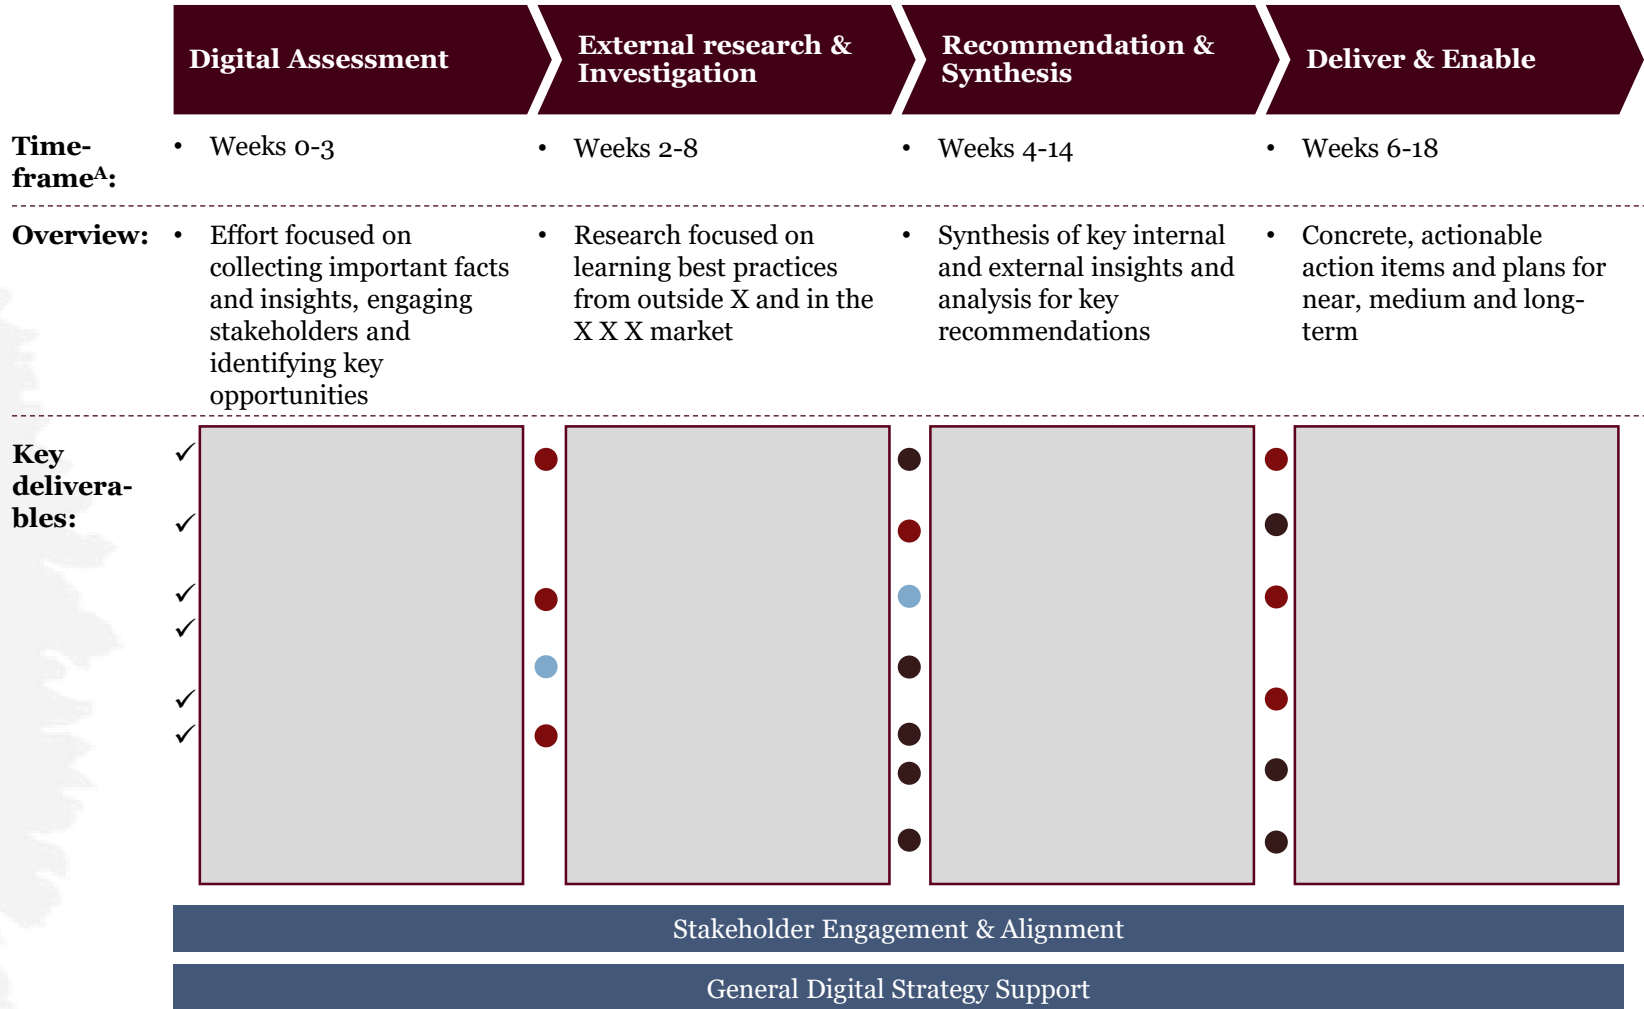 Digital Assessment
External research &
Investigation
Recommendation &
Synthesis
Deliver & Enable
Time-
frameᴬ:
• Weeks 0-3
• Weeks 2-8
• Weeks 4-14
• Weeks 6-18
Overview:
• Effort focused on
collecting important facts
and insights, engaging
stakeholders and
identifying key
opportunities
• Research focused on
learning best practices
from outside X and in the
X X X market
• Synthesis of key internal
and external insights and
analysis for key
recommendations
• Concrete, actionable
action items and plans for
near, medium and long-
term
Key
delivera-
bles:
✓
✓
✓
✓
✓
✓
Stakeholder Engagement & Alignment
General Digital Strategy Support